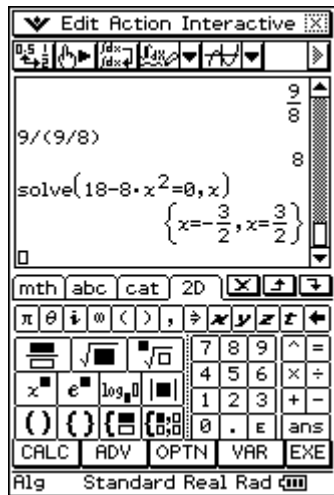 Edit Action Interactive
9/8
9/(9/8)
8
solve(18-8·x²=0,x)
{x=-3/2,x=3/2}
mth abc cat 2D
π θ i ∞ ( ) , ⇒ x y z t ←
7 8 9 ^ =
4 5 6 × ÷
x■ e■ log■□ |■| 1 2 3 + -
() {} 0 . E ans
CALC ADV OPTN VAR EXE
Alg Standard Real Rad